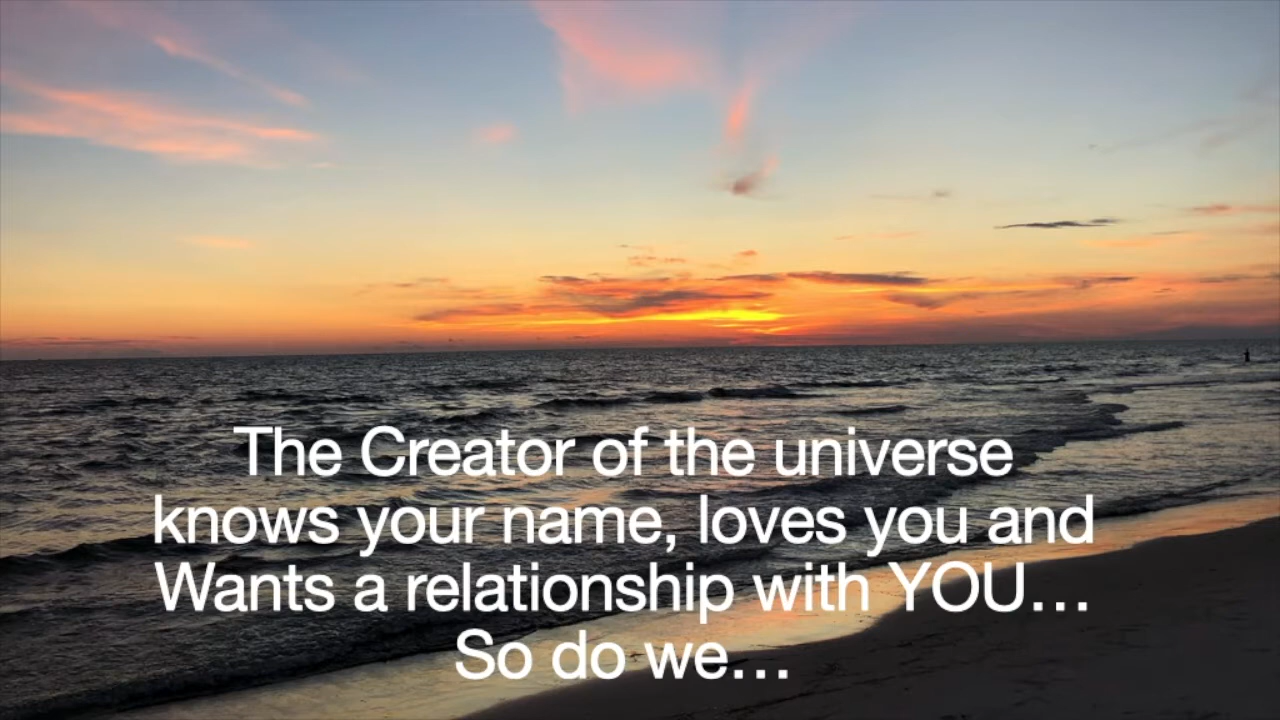 The Creator of the universe
knows your name, loves you and
Wants a relationship with YOU...
So do we...